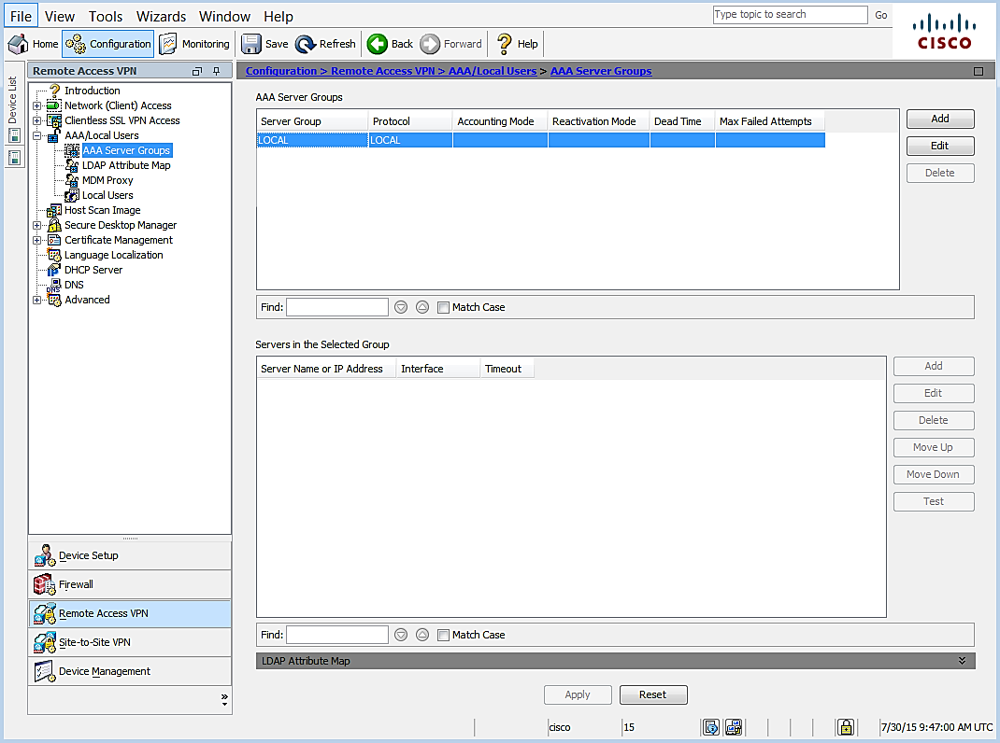 File View Tools Wizards Window Help
Type topic to search Go
CISCO
Home Configuration Monitoring Save Refresh Back Forward Help
Device List
Remote Access VPN
Introduction
Network (Client) Access
Clientless SSL VPN Access
AAA/Local Users
AAA Server Groups
LDAP Attribute Map
MDM Proxy
Local Users
Host Scan Image
Secure Desktop Manager
Certificate Management
Language Localization
DHCP Server
DNS
DNS
Advanced
Device Setup
Firewall
Remote Access VPN
Site-to-Site VPN
Device Management
Configuration > Remote Access VPN > AAA/Local Users > AAA Server Groups
AAA Server Groups
Server Group Protocol Accounting Mode Reactivation Mode Dead Time Max Failed Attempts
LOCAL LOCAL
Add
Edit
Delete
Find: Match Case
Servers in the Selected Group
Server Name or IP Address Interface Timeout
Add
Edit
Delete
Move Up
Move Down
Test
Find: Match Case
LDAP Attribute Map
Apply Reset
cisco 15 7/30/15 9:47:00 AM UTC